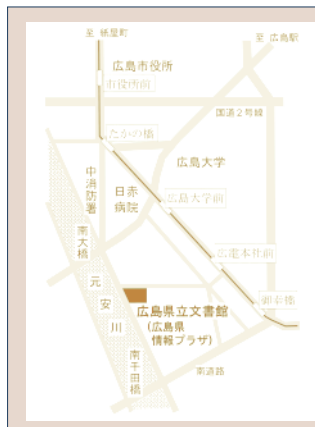 至 紙屋町
至 広島駅
広島市役所
市役所前
国道2号線
たかの橋
広島大学
中消防署
日赤
病院
広島大学前
南大橋
広電本社前
元安川
御幸橋
広島県立文書館
(広島県
情報プラザ)
南千田橋
南道路